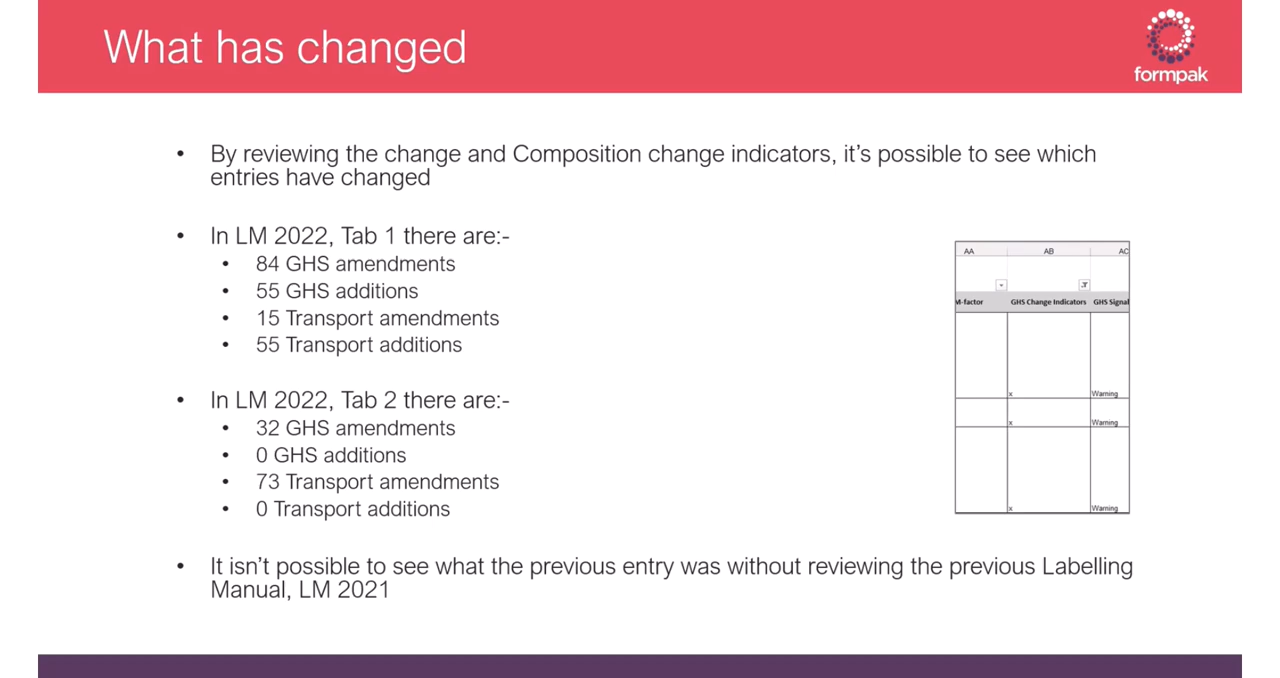 What has changed
formpak
• By reviewing the change and Composition change indicators, it's possible to see which
entries have changed
• In LM 2022, Tab 1 there are:-
• 84 GHS amendments
• 55 GHS additions
• 15 Transport amendments
• 55 Transport additions
• In LM 2022, Tab 2 there are:-
• 32 GHS amendments
• 0 GHS additions
• 73 Transport amendments
• 0 Transport additions
AA AB AC
M-factor GHS Change Indicators GHS Signal
x Warning
x Warning
x Warning
• It isn't possible to see what the previous entry was without reviewing the previous Labelling
Manual, LM 2021